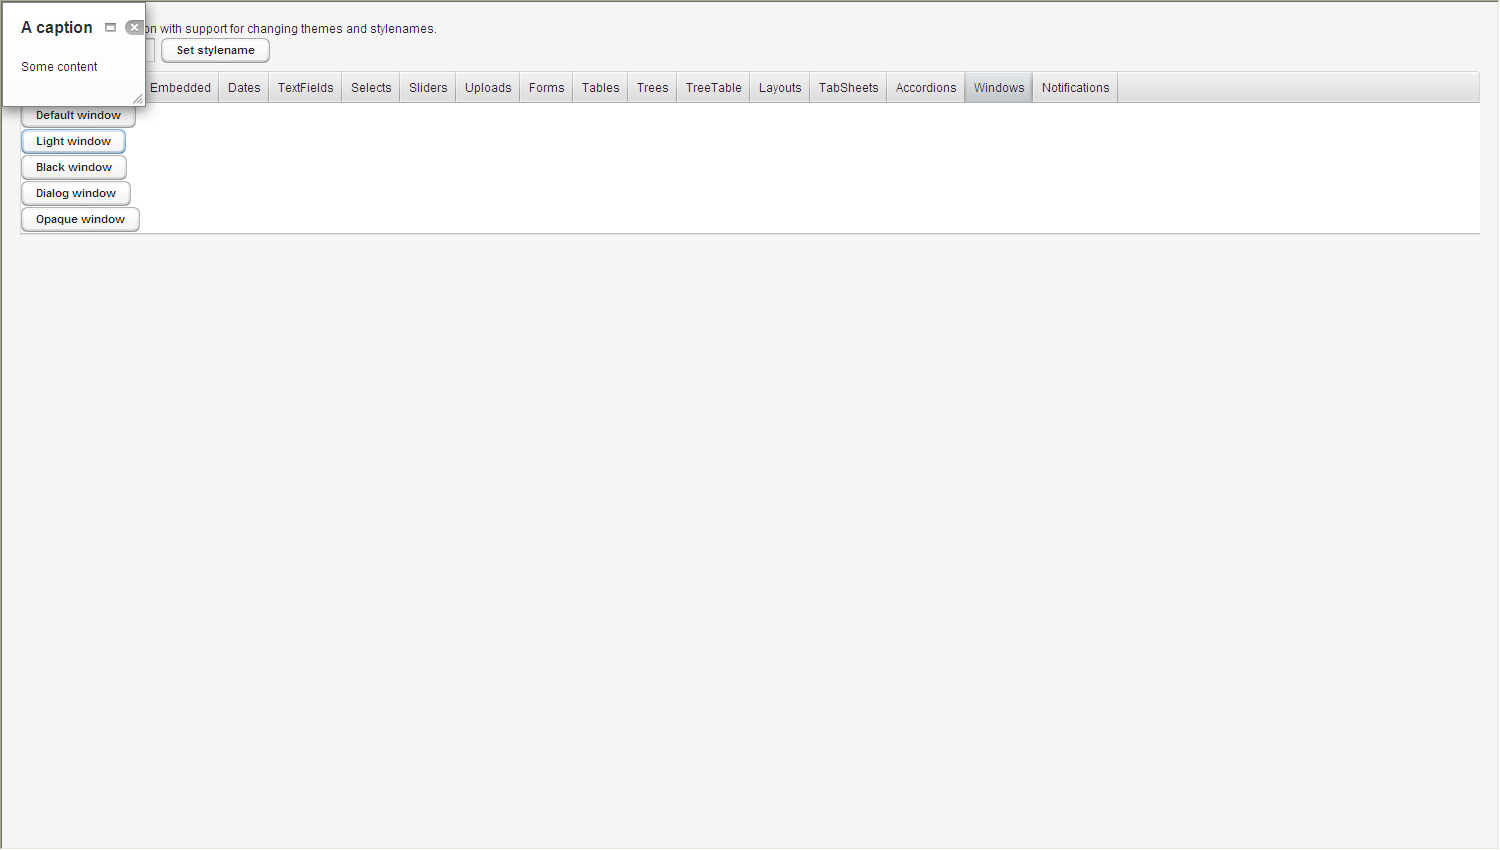 A caption
on with support for changing themes and stylenames.
Set stylename
Some content
Embedded Dates TextFields Selects Sliders Uploads Forms Tables Trees TreeTable Layouts TabSheets Accordions Windows Notifications
Default window
Light window
Black window
Dialog window
Opaque window